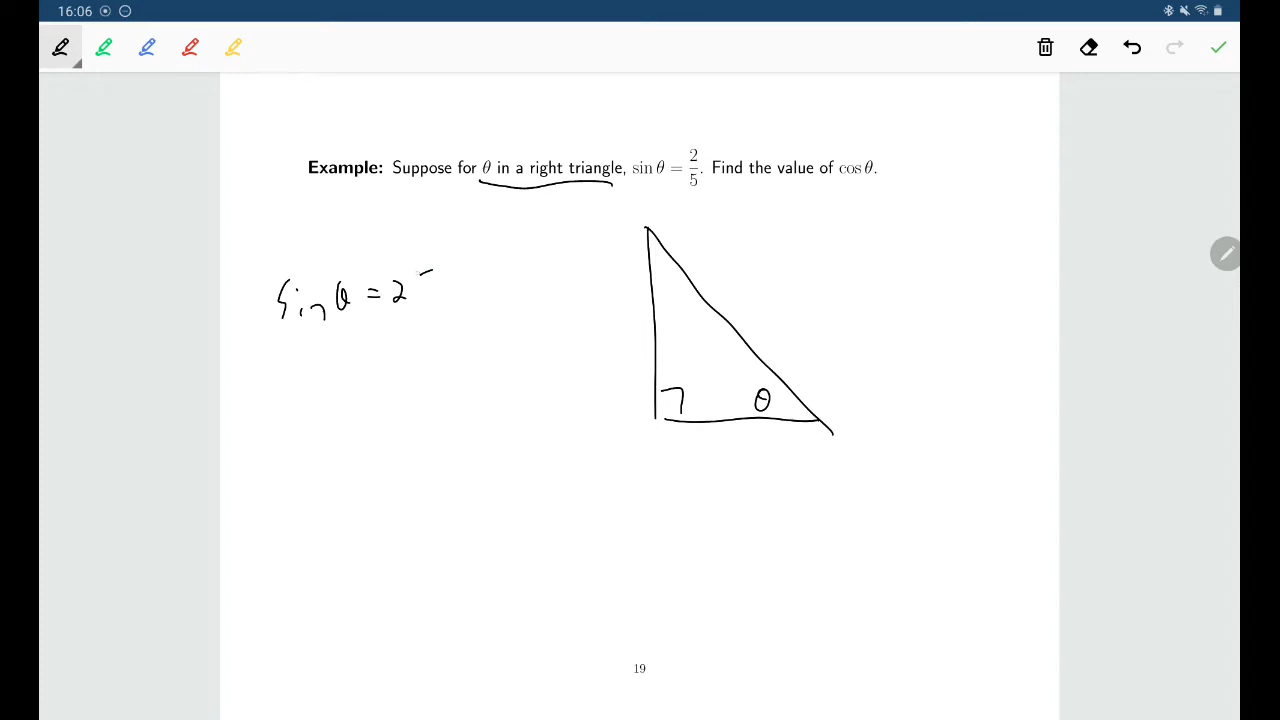 16:06
Example: Suppose for θ in a right triangle, sin θ = 2/5. Find the value of cos θ.
sin θ = 2
θ
19